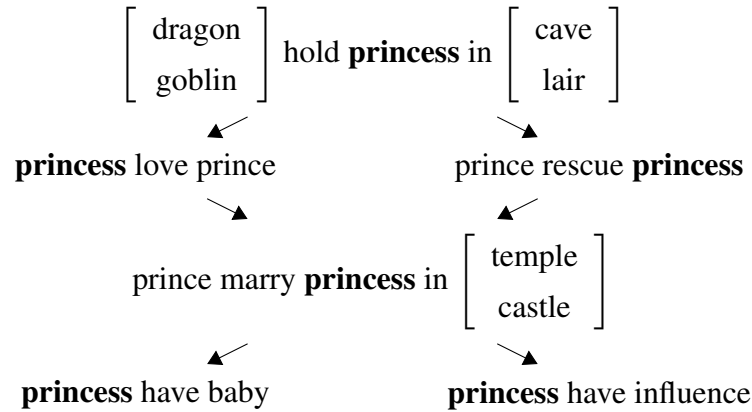 dragon
goblin
hold princess in
cave
lair
princess love prince
prince rescue princess
prince marry princess in
temple
castle
princess have baby
princess have influence